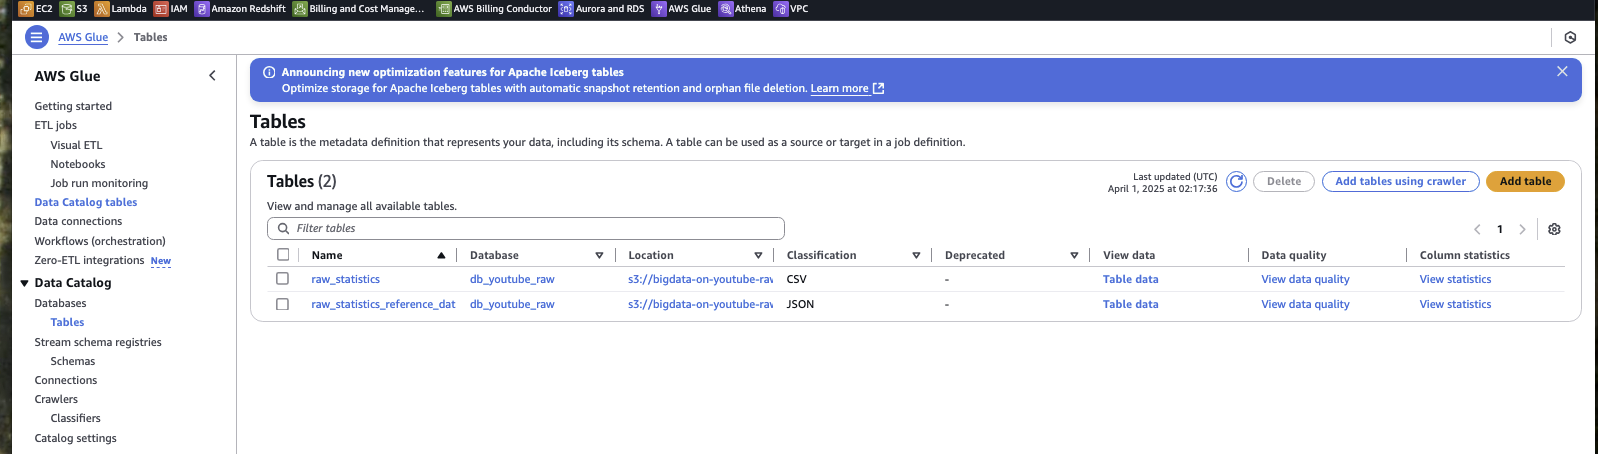 EC2 S3 Lambda IAM Amazon Redshift Billing and Cost Manage... AWS Billing Conductor Aurora and RDS AWS Glue Athena VPC
AWS Glue > Tables
AWS Glue
Getting started
ETL jobs
Visual ETL
Notebooks
Job run monitoring
Data Catalog tables
Data connections
Workflows (orchestration)
Zero-ETL integrations New
Data Catalog
Databases
Tables
Stream schema registries
Schemas
Connections
Crawlers
Classifiers
Catalog settings
Announcing new optimization features for Apache Iceberg tables
Optimize storage for Apache Iceberg tables with automatic snapshot retention and orphan file deletion. Learn more
Tables
A table is the metadata definition that represents your data, including its schema. A table can be used as a source or target in a job definition.
Tables (2)
Last updated (UTC)
April 1, 2025 at 02:17:36
Delete
Add tables using crawler
Add table
View and manage all available tables.
Filter tables
1
Name Database Location Classification Deprecated View data Data quality Column statistics
raw_statistics db_youtube_raw s3://bigdata-on-youtube-rav CSV - Table data View data quality View statistics
raw_statistics_reference_dat db_youtube_raw s3://bigdata-on-youtube-rav JSON - Table data View data quality View statistics